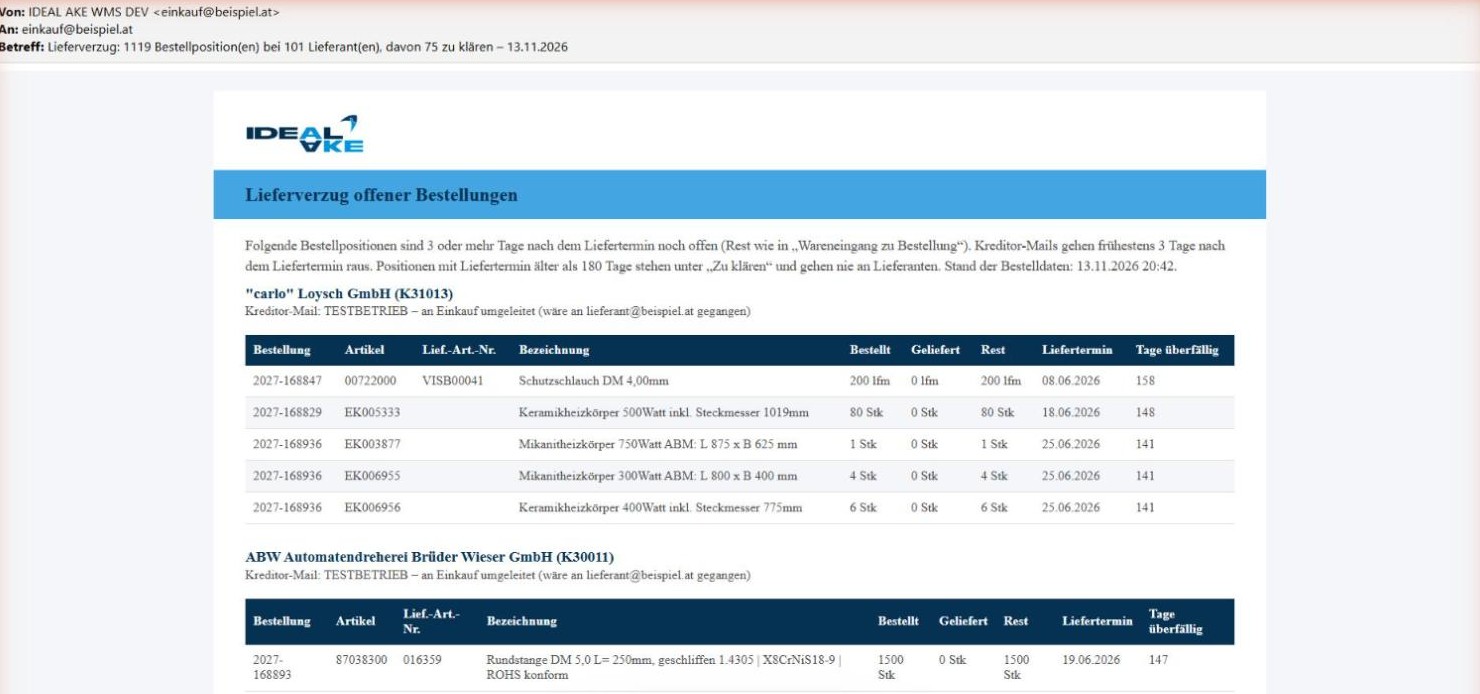 Von: IDEAL AKE WMS DEV <einkauf@beispiel.at>
An: einkauf@beispiel.at
Betreff: Lieferverzug: 1119 Bestellposition(en) bei 101 Lieferant(en), davon 75 zu klären – 13.11.2026
IDEAL
AKE
Lieferverzug offener Bestellungen
Folgende Bestellpositionen sind 3 oder mehr Tage nach dem Liefertermin noch offen (Rest wie in „Wareneingang zu Bestellung“). Kreditor-Mails gehen frühestens 3 Tage nach
dem Liefertermin raus. Positionen mit Liefertermin älter als 180 Tage stehen unter „Zu klären“ und gehen nie an Lieferanten. Stand der Bestelldaten: 13.11.2026 20:42.
"carlo" Loysch GmbH (K31013)
Kreditor-Mail: TESTBETRIEB – an Einkauf umgeleitet (wäre an lieferant@beispiel.at gegangen)
Bestellung Artikel Lief.-Art.-Nr. Bezeichnung Bestellt Geliefert Rest Liefertermin Tage überfällig
2027-168847 00722000 VISB00041 Schutzschlauch DM 4,00mm 200 lfm 0 lfm 200 lfm 08.06.2026 158
2027-168829 EK005333 Keramikheizkörper 500Watt inkl. Steckmesser 1019mm 80 Stk 0 Stk 80 Stk 18.06.2026 148
2027-168936 EK003877 Mikanitheizkörper 750Watt ABM: L 875 x B 625 mm 1 Stk 0 Stk 1 Stk 25.06.2026 141
2027-168936 EK006955 Mikanitheizkörper 300Watt ABM: L 800 x B 400 mm 4 Stk 0 Stk 4 Stk 25.06.2026 141
2027-168936 EK006956 Keramikheizkörper 400Watt inkl. Steckmesser 775mm 6 Stk 0 Stk 6 Stk 25.06.2026 141
ABW Automatendreherei Brüder Wieser GmbH (K30011)
Kreditor-Mail: TESTBETRIEB – an Einkauf umgeleitet (wäre an lieferant@beispiel.at gegangen)
Bestellung Artikel Lief.-Art.- Bezeichnung Bestellt Geliefert Rest Liefertermin Tage
Nr. überfällig
2027- 87038300 016359 Rundstange DM 5,0 L= 250mm, geschliffen 1.4305 | X8CrNiS18-9 | 1500 0 Stk 1500 19.06.2026 147
168893 ROHS konform Stk Stk